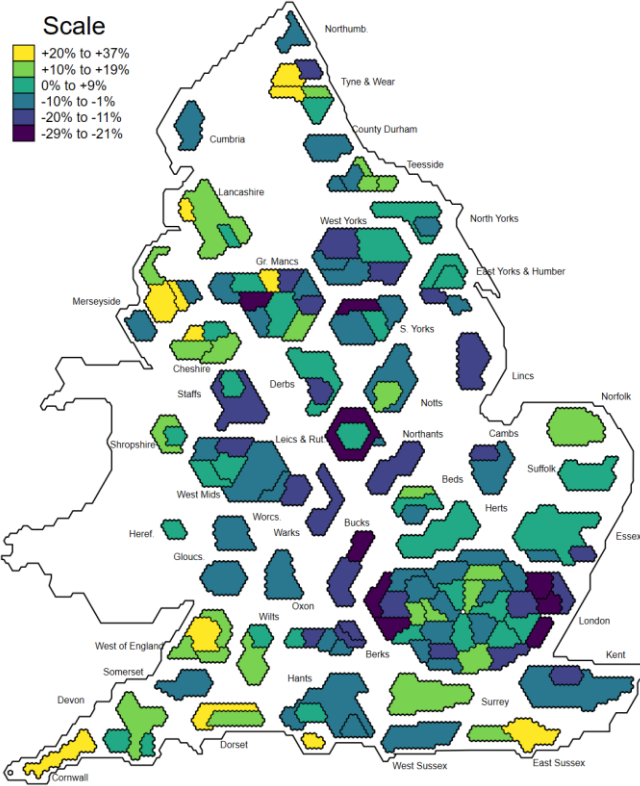 Scale
+20% to +37%
+10% to +19%
0% to +9%
-10% to -1%
-20% to -11%
-29% to -21%
Northumb.
Tyne & Wear
Cumbria
County Durham
Teesside
Lancashire
North Yorks
West Yorks
Gr. Mancs
East Yorks & Humber
Merseyside
S. Yorks
Cheshire
Lincs
Staffs
Derbs
Notts
Norfolk
Shropshire
Leics & Rut
Northants
Cambs
Suffolk
West Mids
Beds
Herts
Worcs.
Warks
Bucks
Heref.
Essex
Gloucs.
Oxon
Wilts
London
West of England
Berks
Kent
Somerset
Hants
Devon
Surrey
Dorset
West Sussex
East Sussex
Cornwall